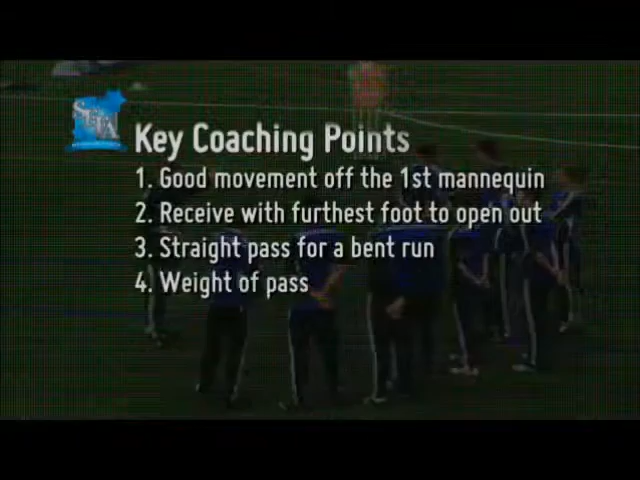 Key Coaching Points
1. Good movement off the 1st mannequin
2. Receive with furthest foot to open out
3. Straight pass for a bent run
4. Weight of pass